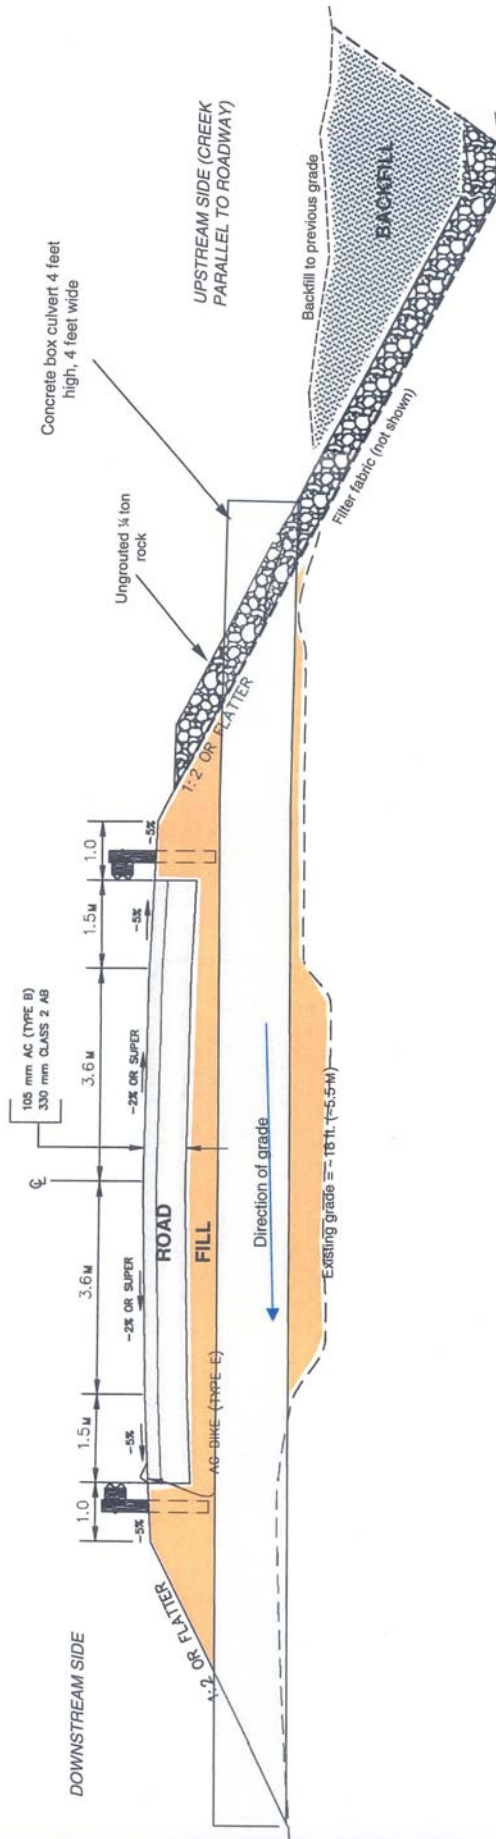 DOWNSTREAM SIDE
1:2 OR FLATTER
1.0
1.5M
3.6M
3.6M
1.5M
1.0
-5%
-5%
-2% OR SUPER
-2% OR SUPER
-5%
-5%
℄
105 mm AC (TYPE B)
330 mm CLASS 2 AB
ROAD
FILL
AC DIKE (TYPE E)
Direction of grade
Existing grade = ~18 ft. (~5.5 M)
1:2 OR FLATTER
Ungrouted ¼ ton
rock
Concrete box culvert 4 feet
high, 4 feet wide
UPSTREAM SIDE (CREEK
PARALLEL TO ROADWAY)
Backfill to previous grade
BACKFILL
Filter fabric (not shown)